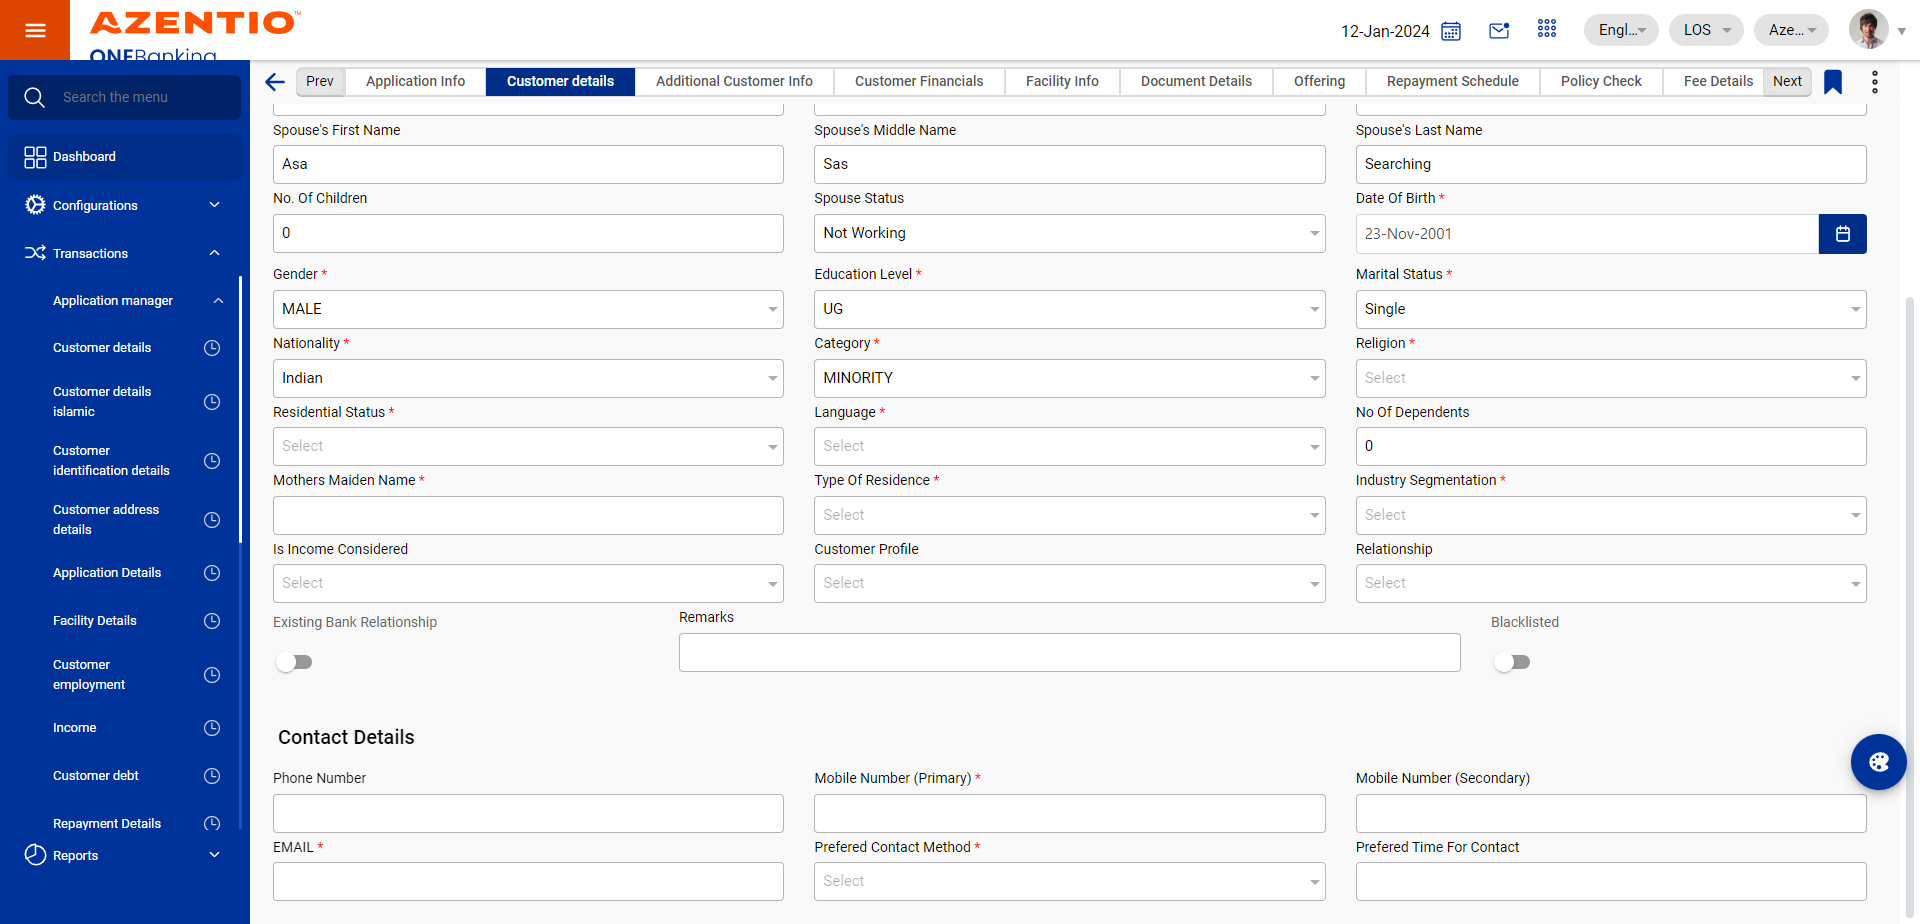 AZENTIO™
ONEBanking
12-Jan-2024
Engl...
LOS
Aze...
Search the menu
Dashboard
Configurations
Transactions
Application manager
Customer details
Customer details
islamic
Customer
identification details
Customer address
details
Application Details
Facility Details
Customer
employment
Income
Customer debt
Repayment Details
Reports
Prev
Application Info
Customer details
Additional Customer Info
Customer Financials
Facility Info
Document Details
Offering
Repayment Schedule
Policy Check
Fee Details
Next
Spouse's First Name
Spouse's Middle Name
Spouse's Last Name
Asa
Sas
Searching
No. Of Children
Spouse Status
Date Of Birth *
0
Not Working
23-Nov-2001
Gender *
Education Level *
Marital Status *
MALE
UG
Single
Nationality *
Category *
Religion *
Indian
MINORITY
Select
Residential Status *
Language *
No Of Dependents
Select
Select
0
Mothers Maiden Name *
Type Of Residence *
Industry Segmentation *
Select
Select
Is Income Considered
Customer Profile
Relationship
Select
Select
Select
Existing Bank Relationship
Remarks
Blacklisted
Contact Details
Phone Number
Mobile Number (Primary) *
Mobile Number (Secondary)
EMAIL *
Prefered Contact Method *
Prefered Time For Contact
Select